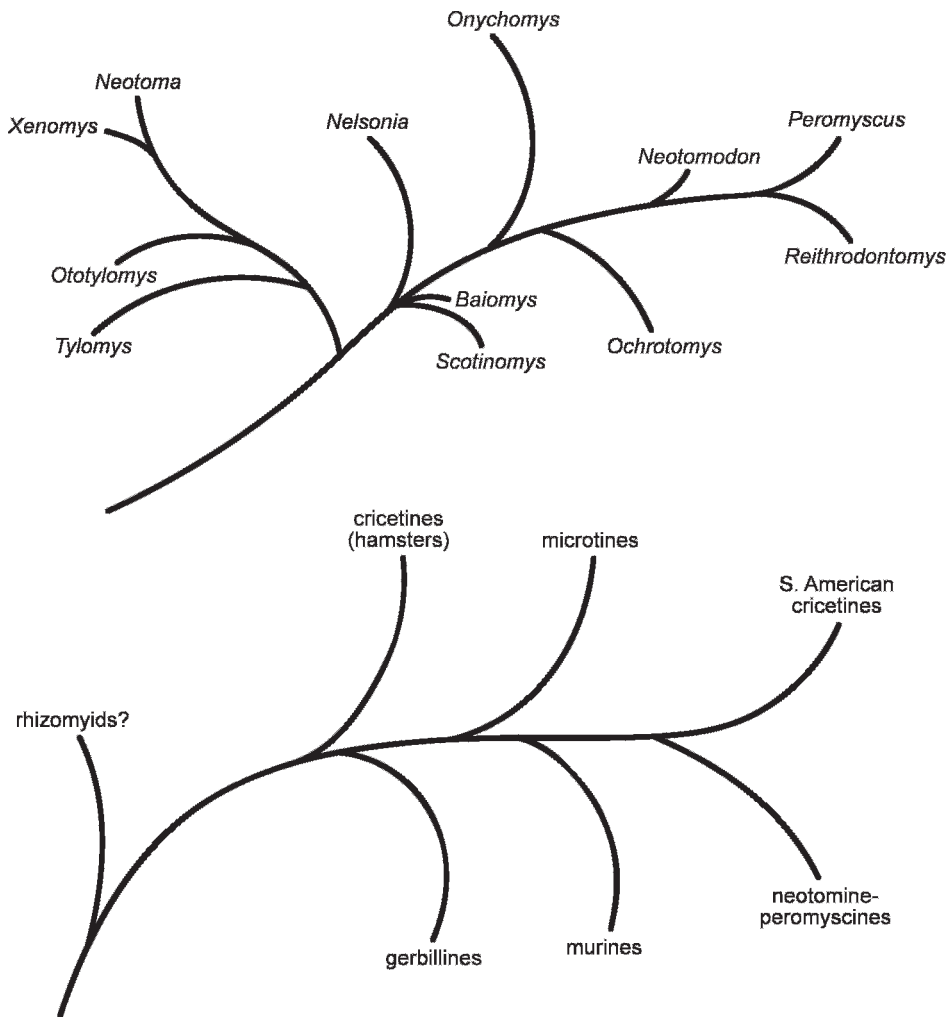 Onychomys
Neotoma
Xenomys
Nelsonia
Peromyscus
Neotomodon
Reithrodontomys
Ototylomys
Baiomys
Tylomys
Scotinomys
Ochrotomys
cricetines
(hamsters)
microtines
S. American
cricetines
rhizomyids?
neotomine-
peromyscines
gerbillines
murines